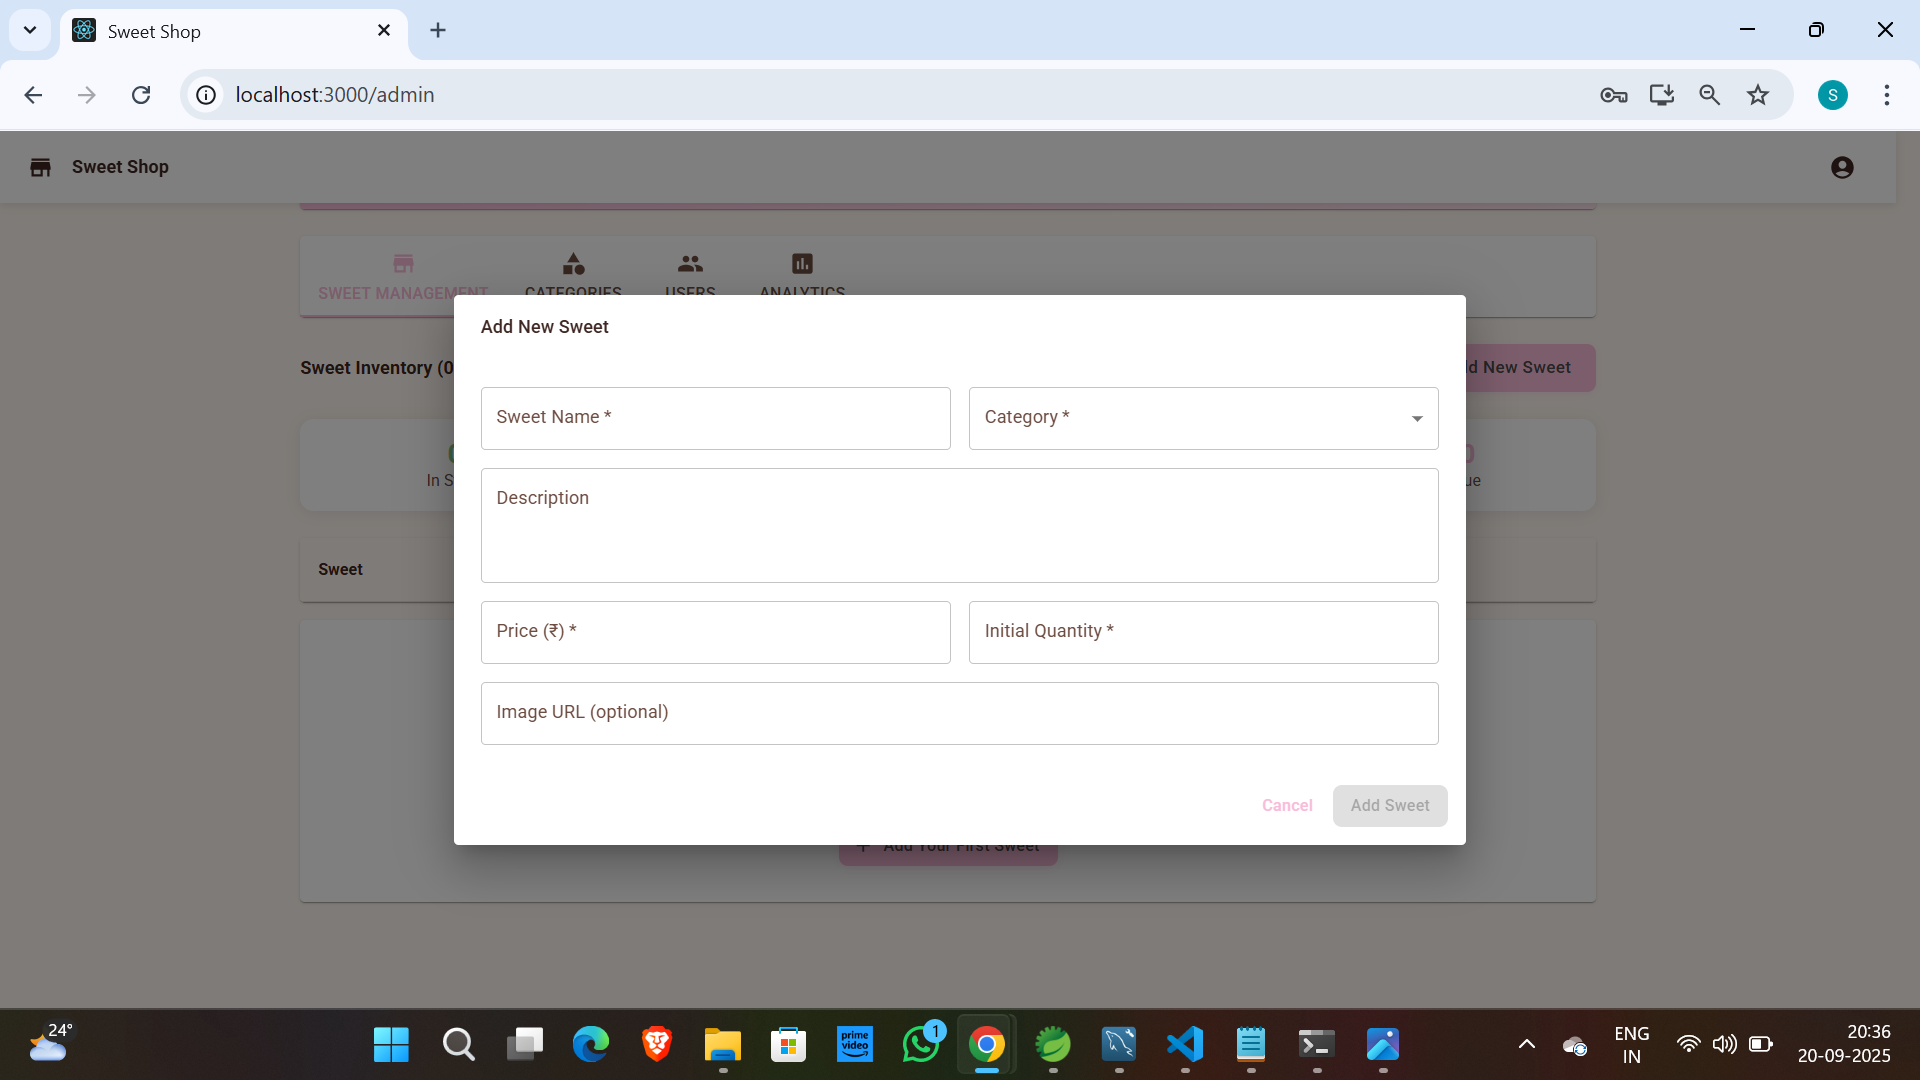 Sweet Shop
localhost:3000/admin
S
Sweet Shop
SWEET MANAGEMENT
CATEGORIES
USERS
ANALYTICS
Sweet Inventory (0
d New Sweet
In S
ue
Sweet
Add New Sweet
Sweet Name *
Category *
Description
Price (₹) *
Initial Quantity *
Image URL (optional)
Cancel
Add Sweet
Add Your First Sweet
24°
prime
video
1
ENG
IN
20:36
20-09-2025